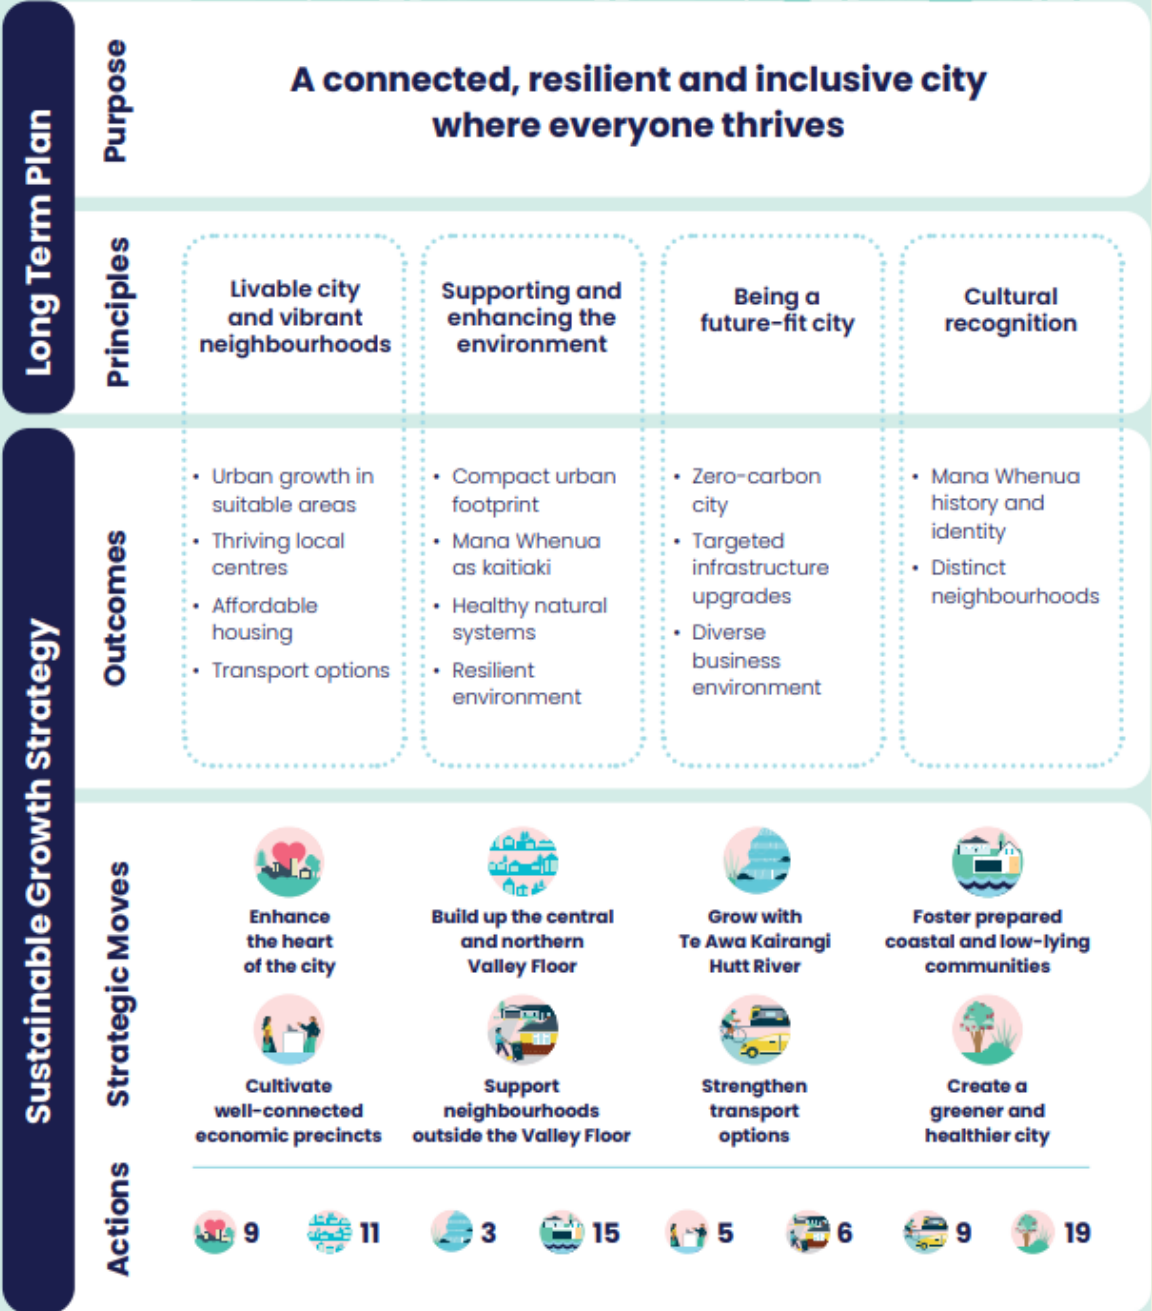 Long Term Plan
Purpose
A connected, resilient and inclusive city
where everyone thrives
Principles
Livable city
and vibrant
neighbourhoods
Supporting and
enhancing the
environment
Being a
future-fit city
Cultural
recognition
Sustainable Growth Strategy
Outcomes
• Urban growth in
suitable areas
• Thriving local
centres
• Affordable
housing
• Transport options
• Compact urban
footprint
• Mana Whenua
as kaitiaki
• Healthy natural
systems
• Resilient
environment
• Zero-carbon
city
• Targeted
infrastructure
upgrades
• Diverse
business
environment
• Mana Whenua
history and
identity
• Distinct
neighbourhoods
Strategic Moves
Enhance
the heart
of the city
Build up the central
and northern
Valley Floor
Grow with
Te Awa Kairangi
Hutt River
Foster prepared
coastal and low-lying
communities
Cultivate
well-connected
economic precincts
Support
neighbourhoods
outside the Valley Floor
Strengthen
transport
options
Create a
greener and
healthier city
Actions
9 11 3 15 5 6 9 19